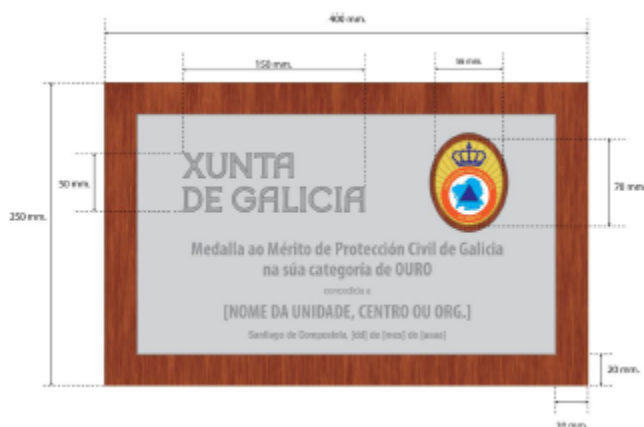 400 mm.
150 mm.
50 mm.
250 mm.
70 mm.
XUNTA
DE GALICIA
Medalla ao Mérito de Protección Civil de Galicia
na súa categoría de OURO
concedida a
[NOME DA UNIDADE, CENTRO OU ORG.]
Santiago de Compostela, [dd] de [mes] de [aaaa]
20 mm.